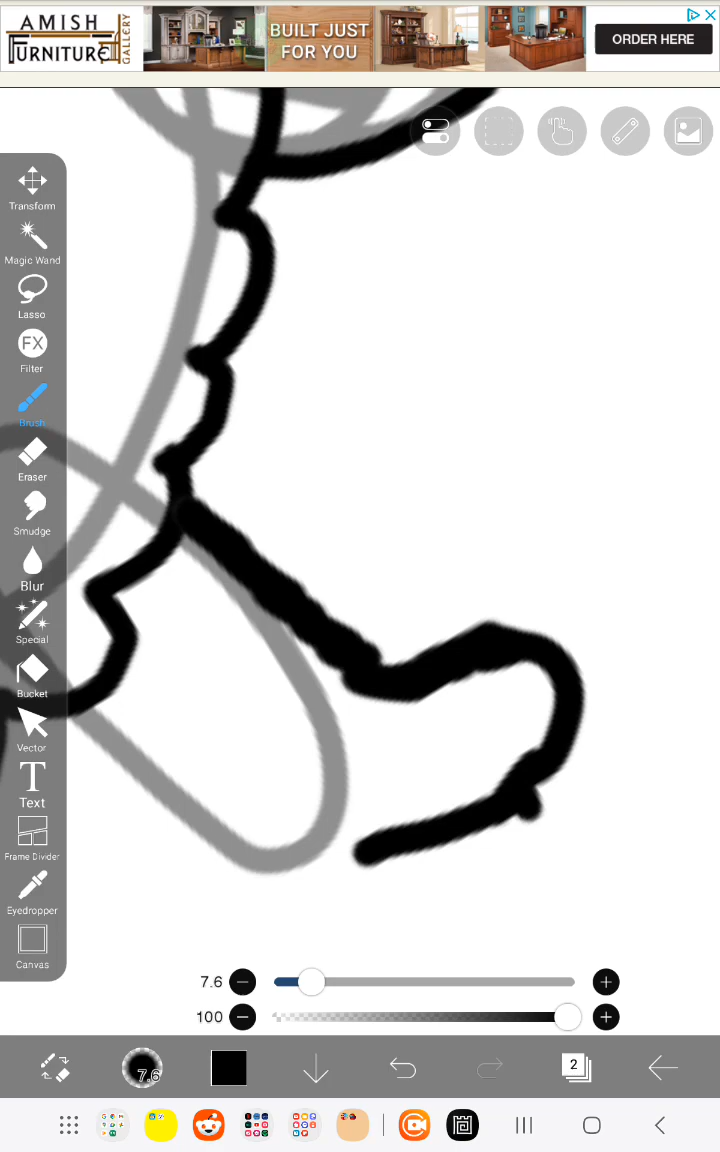 AMISH
FURNITURE
GALLERY
BUILT JUST
FOR YOU
ORDER HERE
Transform
Magic Wand
Lasso
FX
Filter
Brush
Eraser
Smudge
Blur
Special
Bucket
Vector
T
Text
Frame Divider
Eyedropper
Canvas
7.6
100
7.6
2